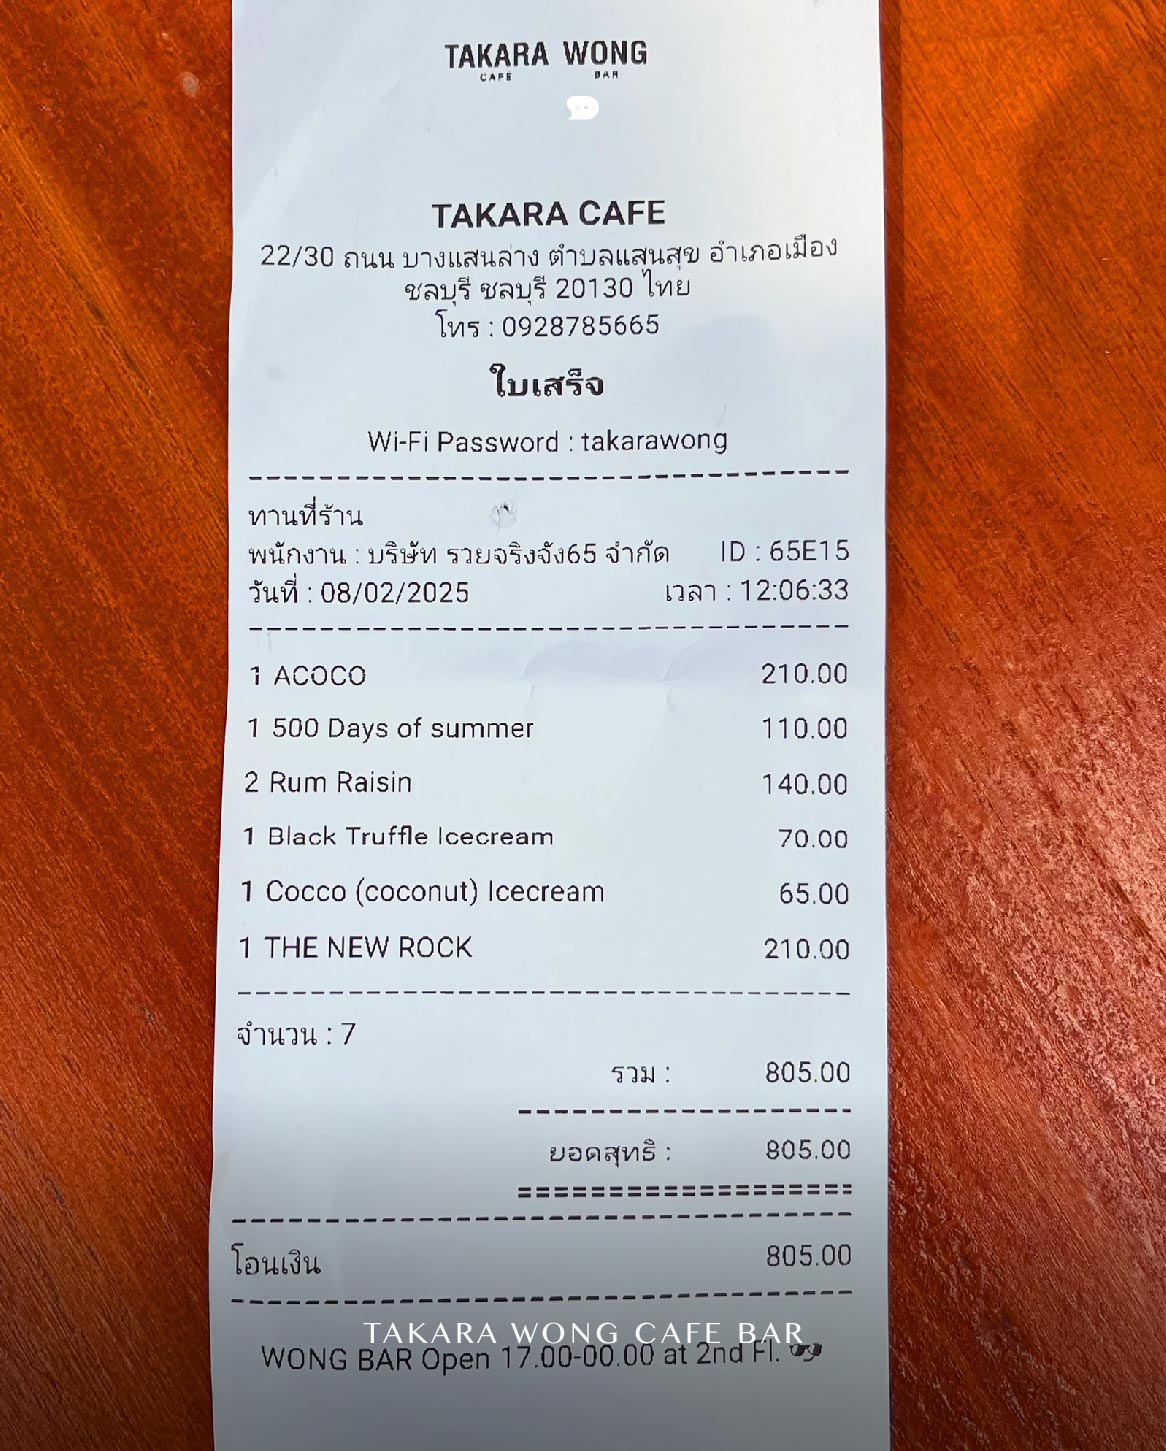 TAKARA WONG
CAFE BAR
TAKARA CAFE
22/30 ถนน บางแสนล่าง ตำบลแสนสุข อำเภอเมือง
ชลบุรี ชลบุรี 20130 ไทย
โทร : 0928785665
ใบเสร็จ
Wi-Fi Password : takarawong
ทานที่ร้าน
พนักงาน : บริษัท รวยจริงจัง65 จำกัด ID : 65E15
วันที่ : 08/02/2025 เวลา : 12:06:33
1 ACOCO 210.00
1 500 Days of summer 110.00
2 Rum Raisin 140.00
1 Black Truffle Icecream 70.00
1 Cocco (coconut) Icecream 65.00
1 THE NEW ROCK 210.00
จำนวน : 7
รวม : 805.00
ยอดสุทธิ : 805.00
โอนเงิน 805.00
TAKARA WONG CAFE BAR
WONG BAR Open 17.00-00.00 at 2nd Fl. 🕶